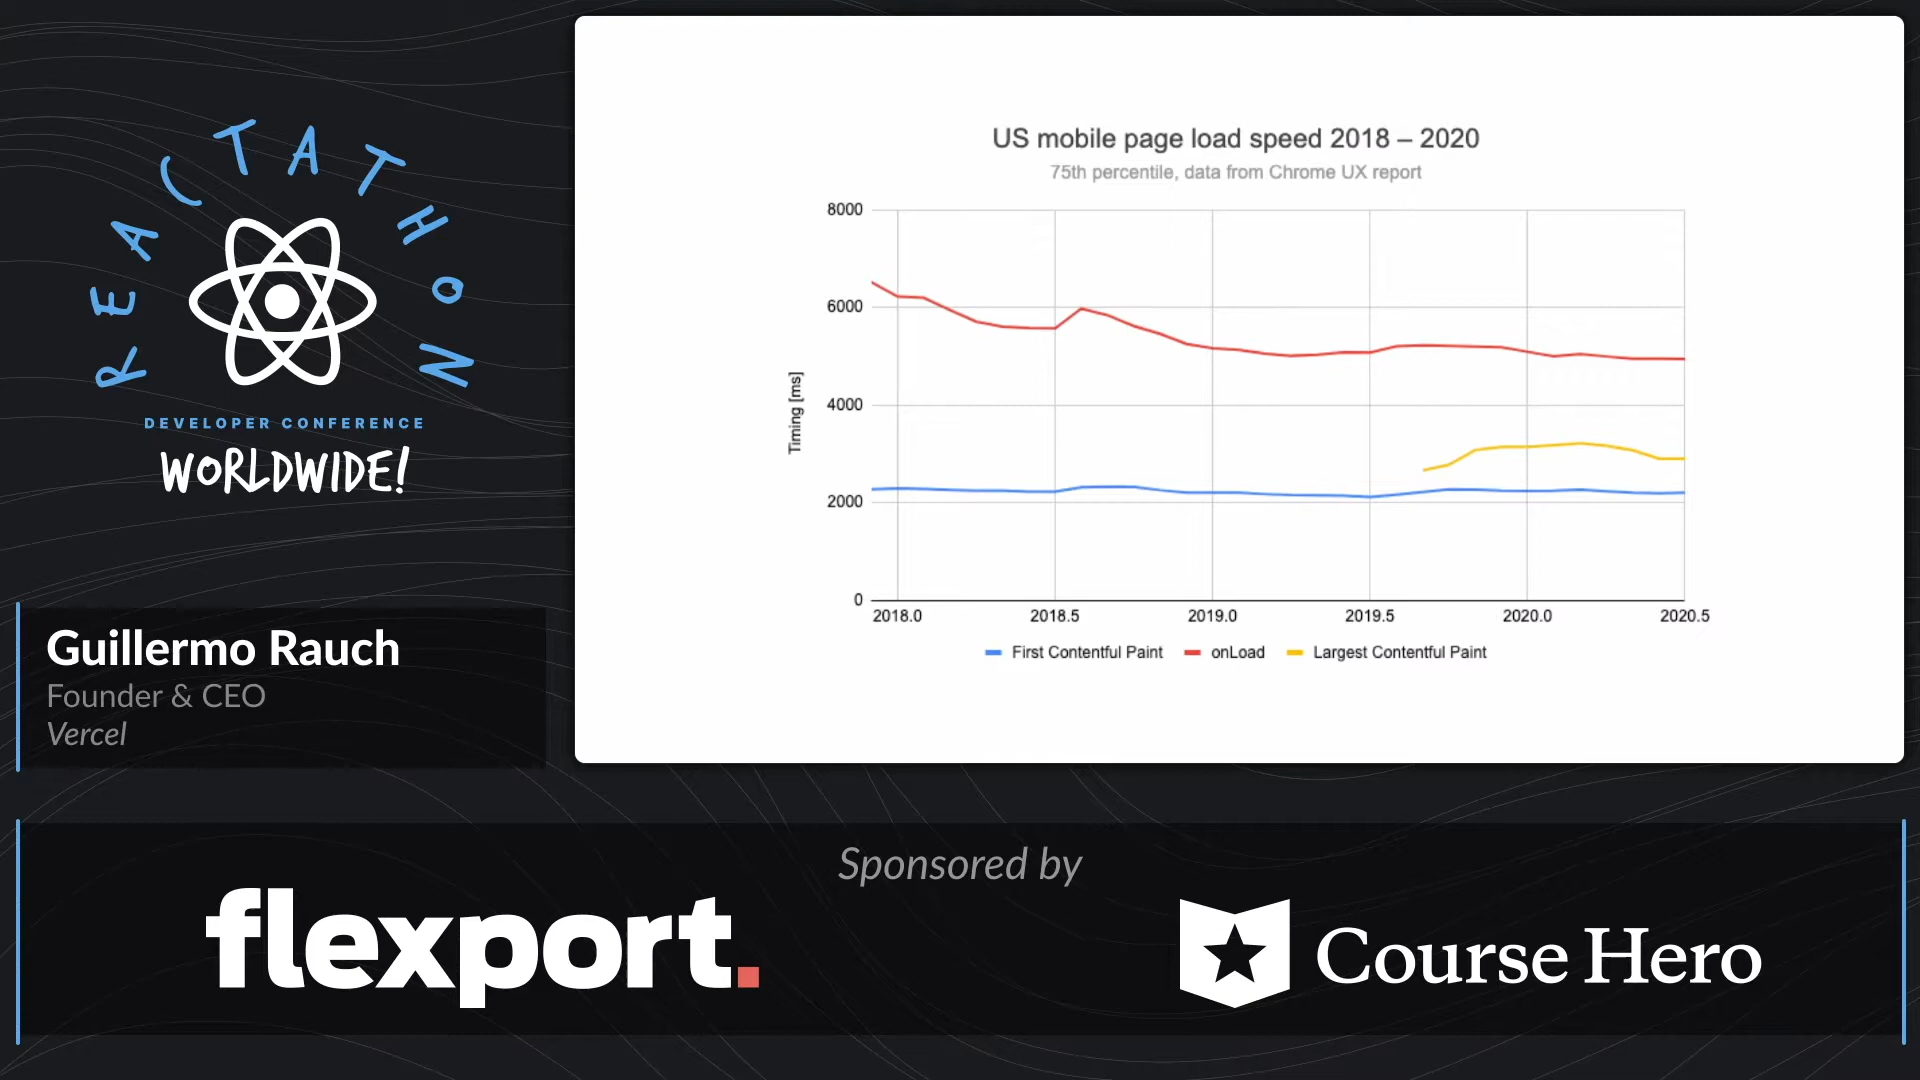 REACTATHON
DEVELOPER CONFERENCE
WORLDWIDE!
Guillermo Rauch
Founder & CEO
Vercel
US mobile page load speed 2018 – 2020
75th percentile, data from Chrome UX report
Timing [ms]
8000
6000
4000
2000
0
2018.0 2018.5 2019.0 2019.5 2020.0 2020.5
First Contentful Paint onLoad Largest Contentful Paint
Sponsored by
flexport.
Course Hero